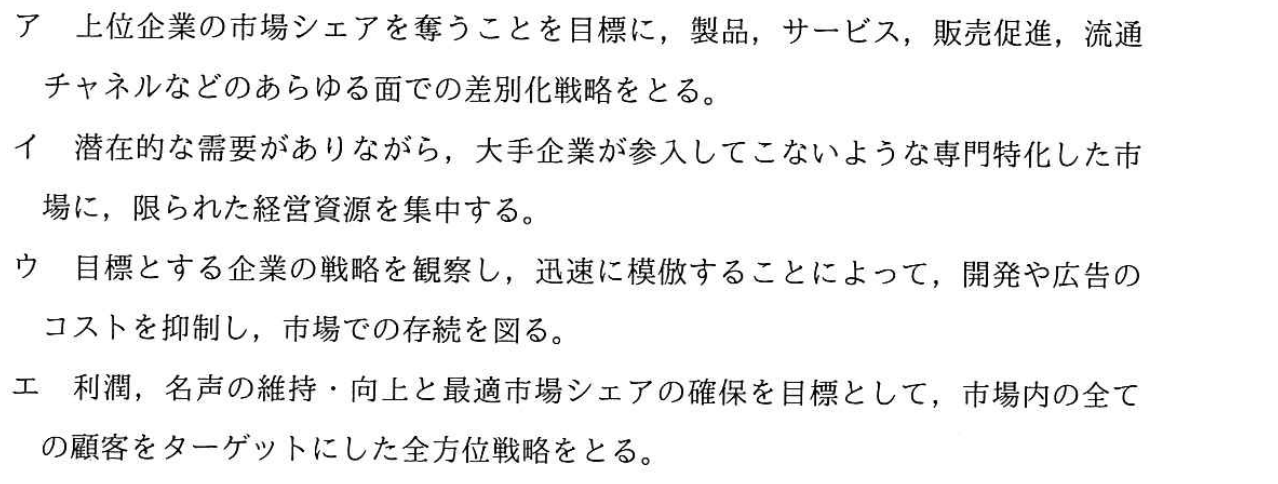 ア　上位企業の市場シェアを奪うことを目標に，製品，サービス，販売促進，流通
チャネルなどのあらゆる面での差別化戦略をとる。
イ　潜在的な需要がありながら，大手企業が参入してこないような専門特化した市
場に，限られた経営資源を集中する。
ウ　目標とする企業の戦略を観察し，迅速に模倣することによって，開発や広告の
コストを抑制し，市場での存続を図る。
エ　利潤，名声の維持・向上と最適市場シェアの確保を目標として，市場内の全て
の顧客をターゲットにした全方位戦略をとる。